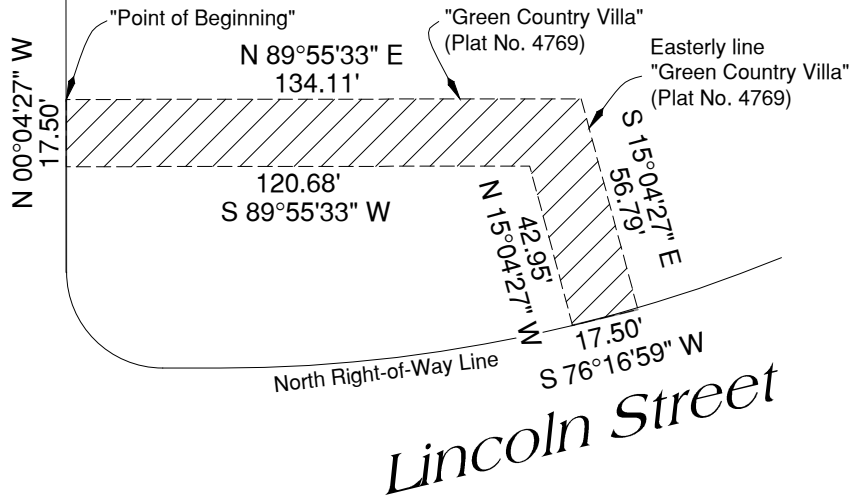 "Point of Beginning"
"Green Country Villa"
(Plat No. 4769)
Easterly line
"Green Country Villa"
(Plat No. 4769)
N 89°55'33" E
134.11'
N 00°04'27" W
17.50'
120.68'
S 89°55'33" W
S 15°04'27" E
56.79'
42.95'
N 15°04'27" W
17.50'
S 76°16'59" W
North Right-of-Way Line
Lincoln Street